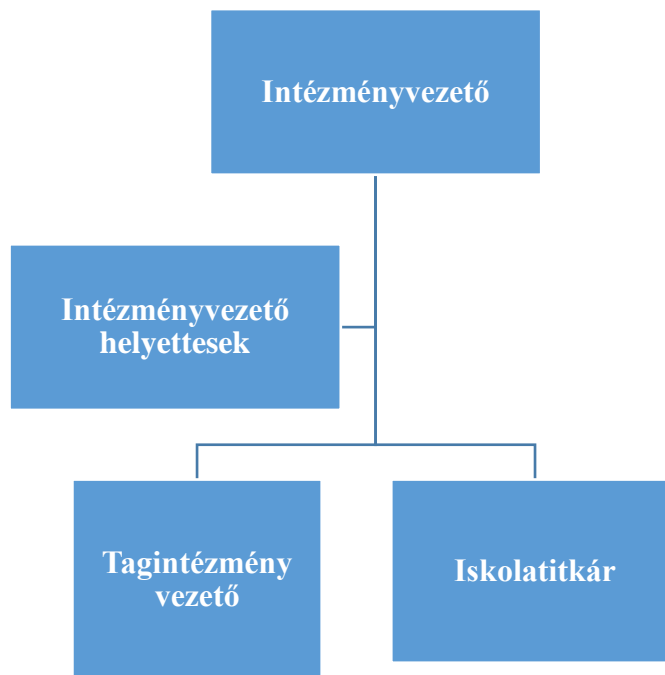 Intézményvezető
Intézményvezető
helyettesek
Tagintézmény
vezető
Iskolatitkár